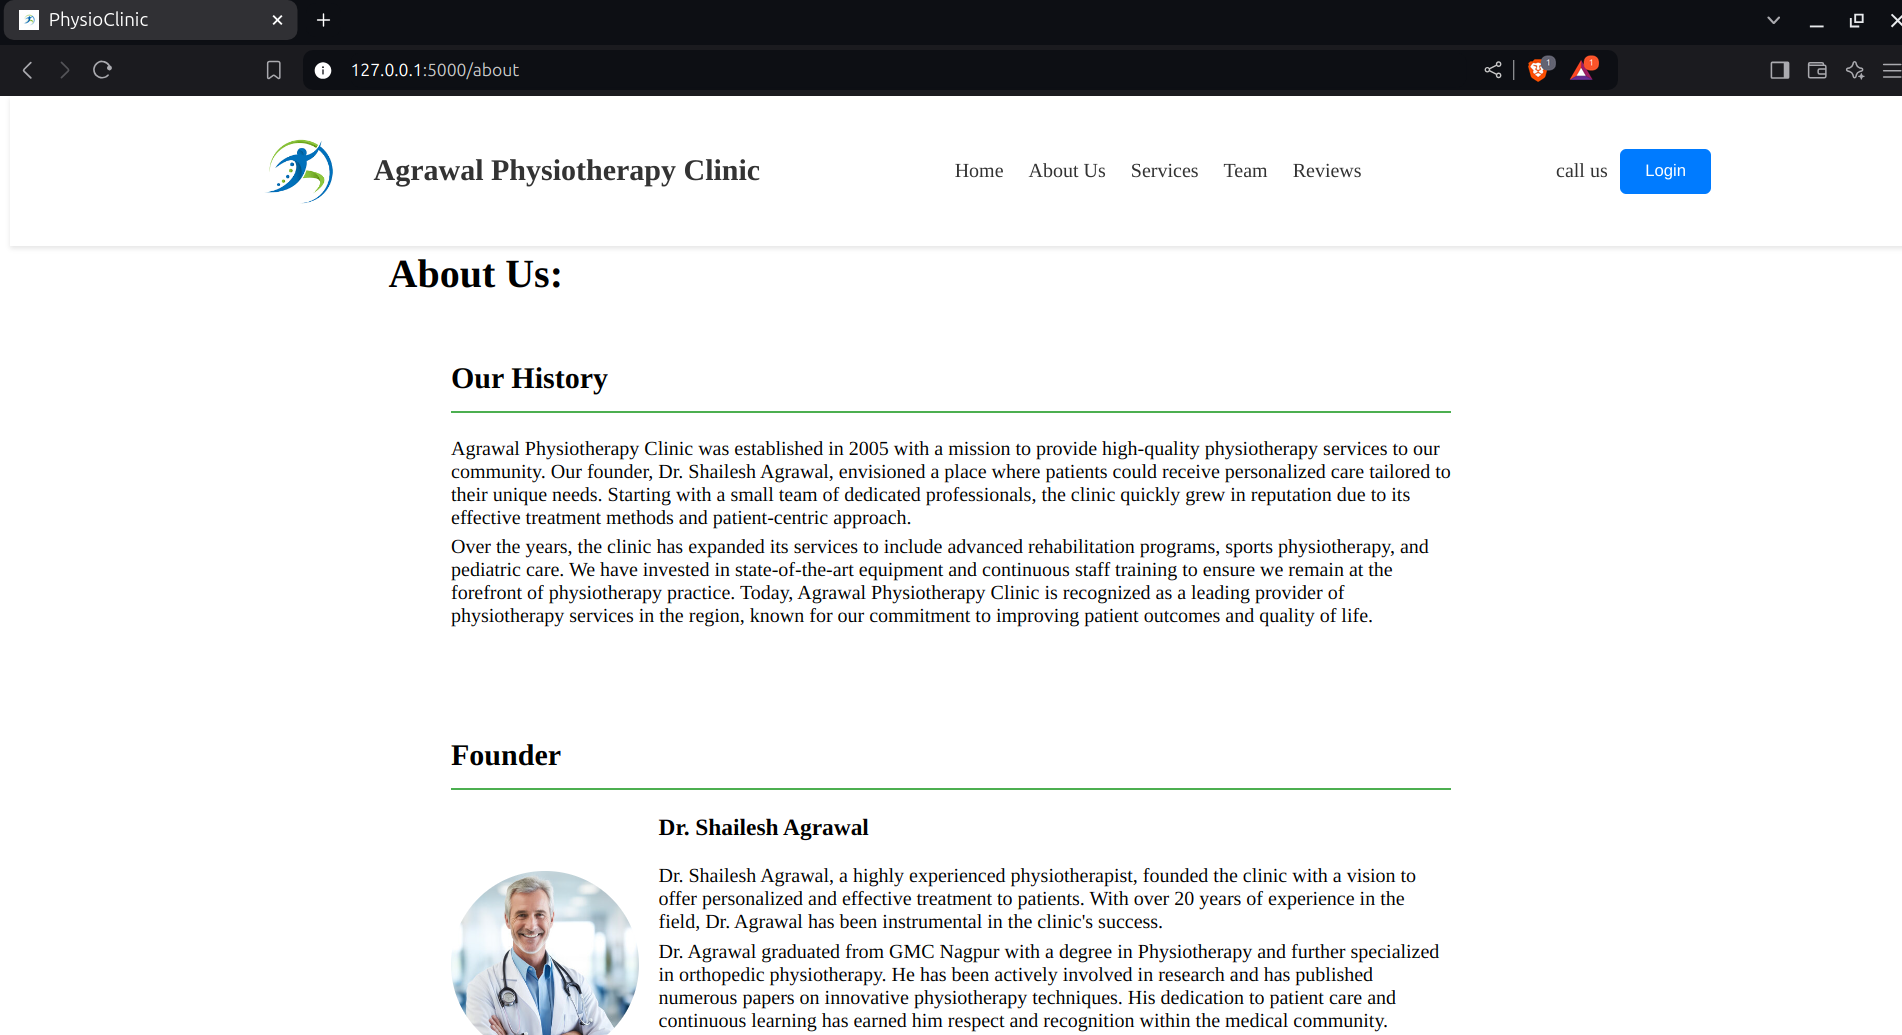 PhysioClinic
127.0.0.1:5000/about
1
1
Agrawal Physiotherapy Clinic
Home About Us Services Team Reviews
call us
Login
About Us:
Our History
Agrawal Physiotherapy Clinic was established in 2005 with a mission to provide high-quality physiotherapy services to our
community. Our founder, Dr. Shailesh Agrawal, envisioned a place where patients could receive personalized care tailored to
their unique needs. Starting with a small team of dedicated professionals, the clinic quickly grew in reputation due to its
effective treatment methods and patient-centric approach.
Over the years, the clinic has expanded its services to include advanced rehabilitation programs, sports physiotherapy, and
pediatric care. We have invested in state-of-the-art equipment and continuous staff training to ensure we remain at the
forefront of physiotherapy practice. Today, Agrawal Physiotherapy Clinic is recognized as a leading provider of
physiotherapy services in the region, known for our commitment to improving patient outcomes and quality of life.
Founder
Dr. Shailesh Agrawal
Dr. Shailesh Agrawal, a highly experienced physiotherapist, founded the clinic with a vision to
offer personalized and effective treatment to patients. With over 20 years of experience in the
field, Dr. Agrawal has been instrumental in the clinic's success.
Dr. Agrawal graduated from GMC Nagpur with a degree in Physiotherapy and further specialized
in orthopedic physiotherapy. He has been actively involved in research and has published
numerous papers on innovative physiotherapy techniques. His dedication to patient care and
continuous learning has earned him respect and recognition within the medical community.